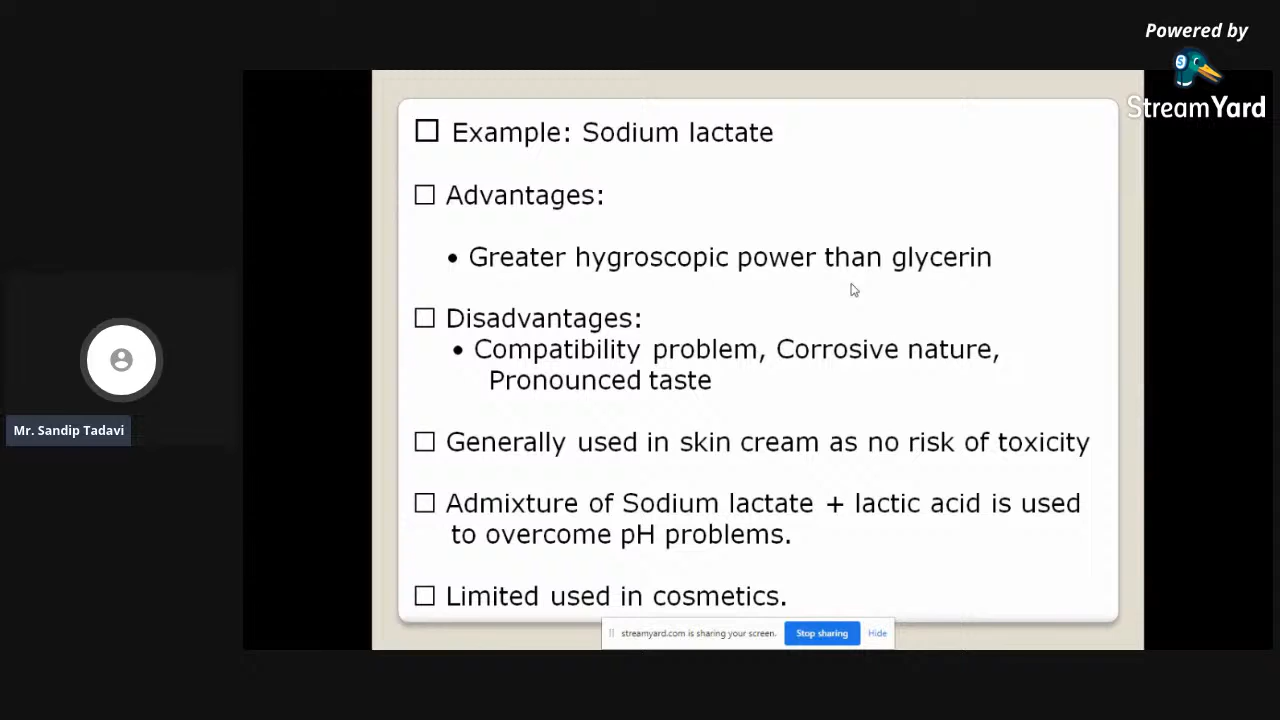 Powered by
StreamYard
☐ Example: Sodium lactate
☐ Advantages:
• Greater hygroscopic power than glycerin
☐ Disadvantages:
• Compatibility problem, Corrosive nature,
Pronounced taste
Mr. Sandip Tadavi
☐ Generally used in skin cream as no risk of toxicity
☐ Admixture of Sodium lactate + lactic acid is used
to overcome pH problems.
☐ Limited used in cosmetics.
streamyard.com is sharing your screen. Stop sharing Hide